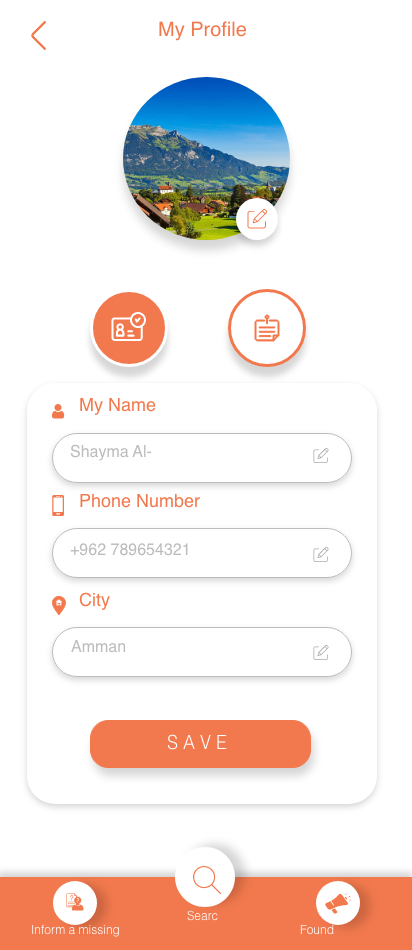 My Profile
My Name
Shayma Al-
Phone Number
+962 789654321
City
Amman
SAVE
Searc
Inform a missing
Found